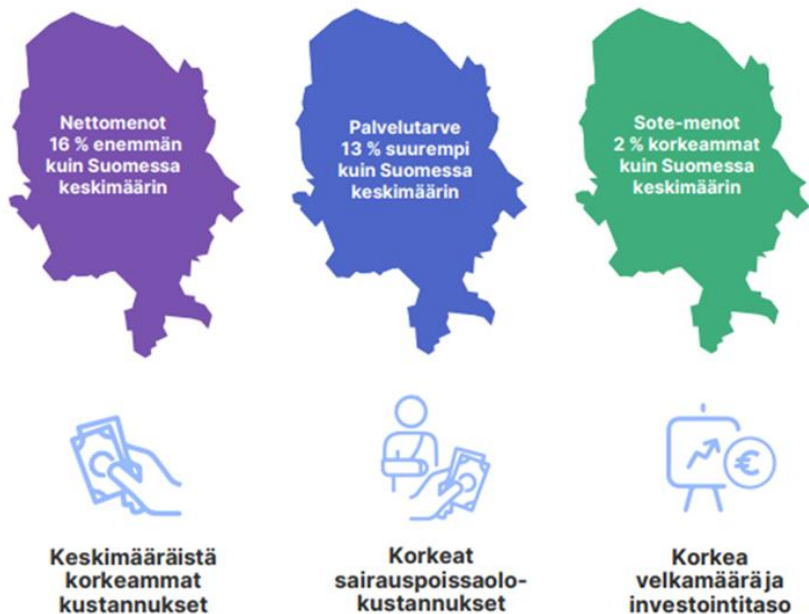 Nettomenot
16 % enemmän
kuin Suomessa
keskimäärin
Palvelutarve
13 % suurempi
kuin Suomessa
keskimäärin
Sote-menot
2 % korkeammat
kuin Suomessa
keskimäärin
Keskimääräistä
korkeammat
kustannukset
Korkeat
sairauspoissaolo-
kustannukset
Korkea
velkamäärä ja
investointitaso